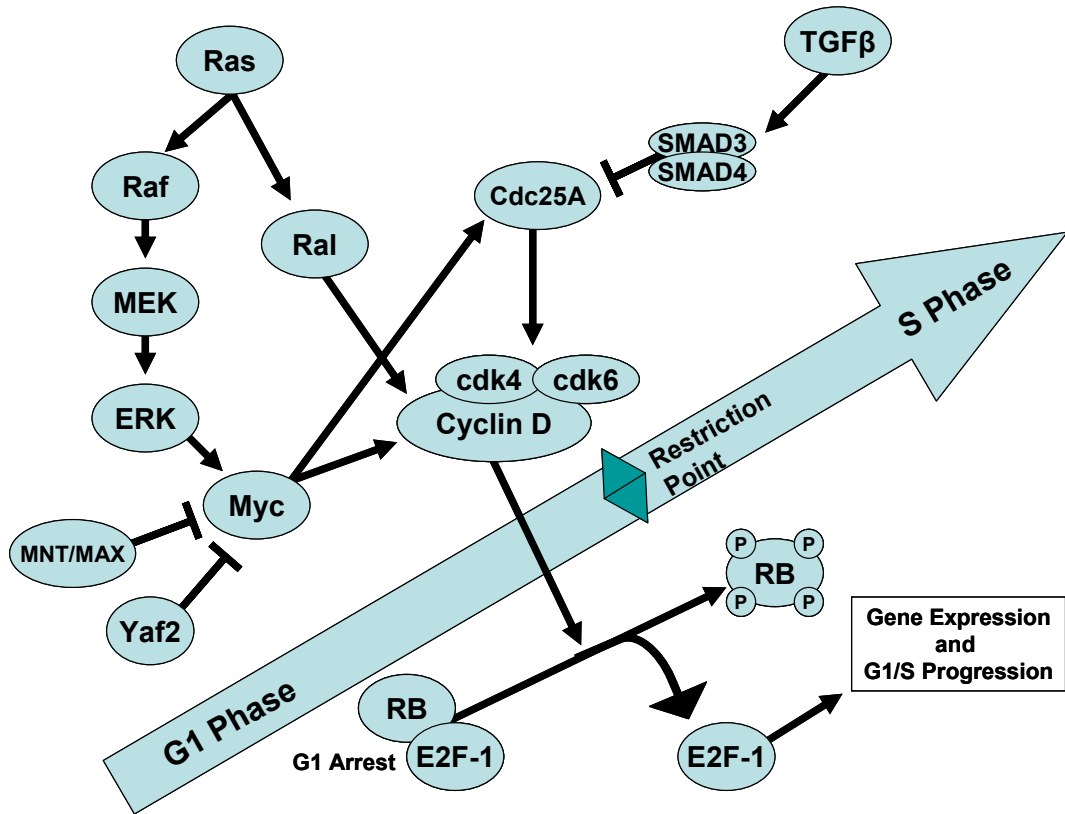 TGFβ
Ras
SMAD3
SMAD4
Raf
Cdc25A
Ral
MEK
S Phase
cdk4
cdk6
ERK
Cyclin D
Restriction
Point
Myc
MNT/MAX
P
P
RB
P
P
Yaf2
Gene Expression
and
G1/S Progression
G1 Phase
RB
G1 Arrest
E2F-1
E2F-1